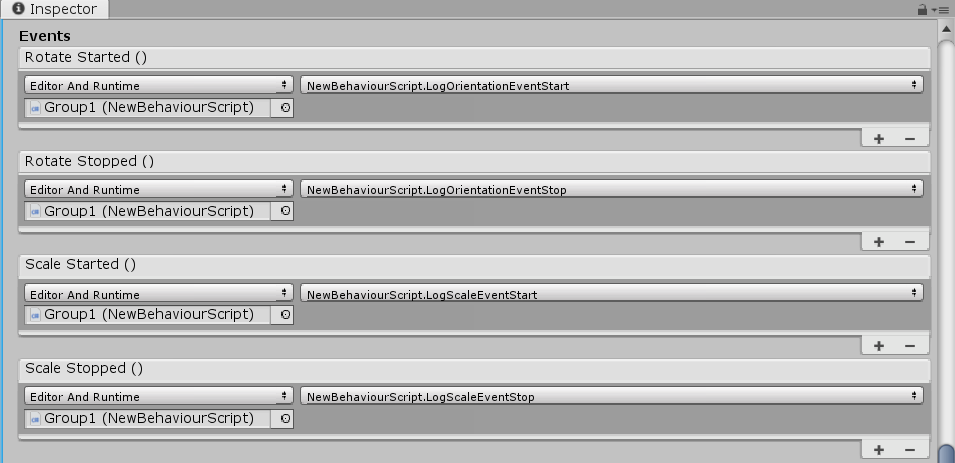 Inspector
Events
Rotate Started ()
Editor And Runtime NewBehaviourScript.LogOrientationEventStart
Group1 (NewBehaviourScript)
Rotate Stopped ()
Editor And Runtime NewBehaviourScript.LogOrientationEventStop
Group1 (NewBehaviourScript)
Scale Started ()
Editor And Runtime NewBehaviourScript.LogScaleEventStart
Group1 (NewBehaviourScript)
Scale Stopped ()
Editor And Runtime NewBehaviourScript.LogScaleEventStop
Group1 (NewBehaviourScript)